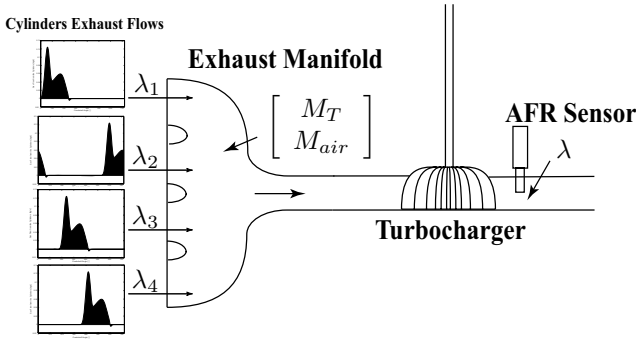 Cylinders Exhaust Flows
Exhaust Manifold
λ1
λ2
λ3
λ4
M_T
M_air
AFR Sensor
λ
Turbocharger